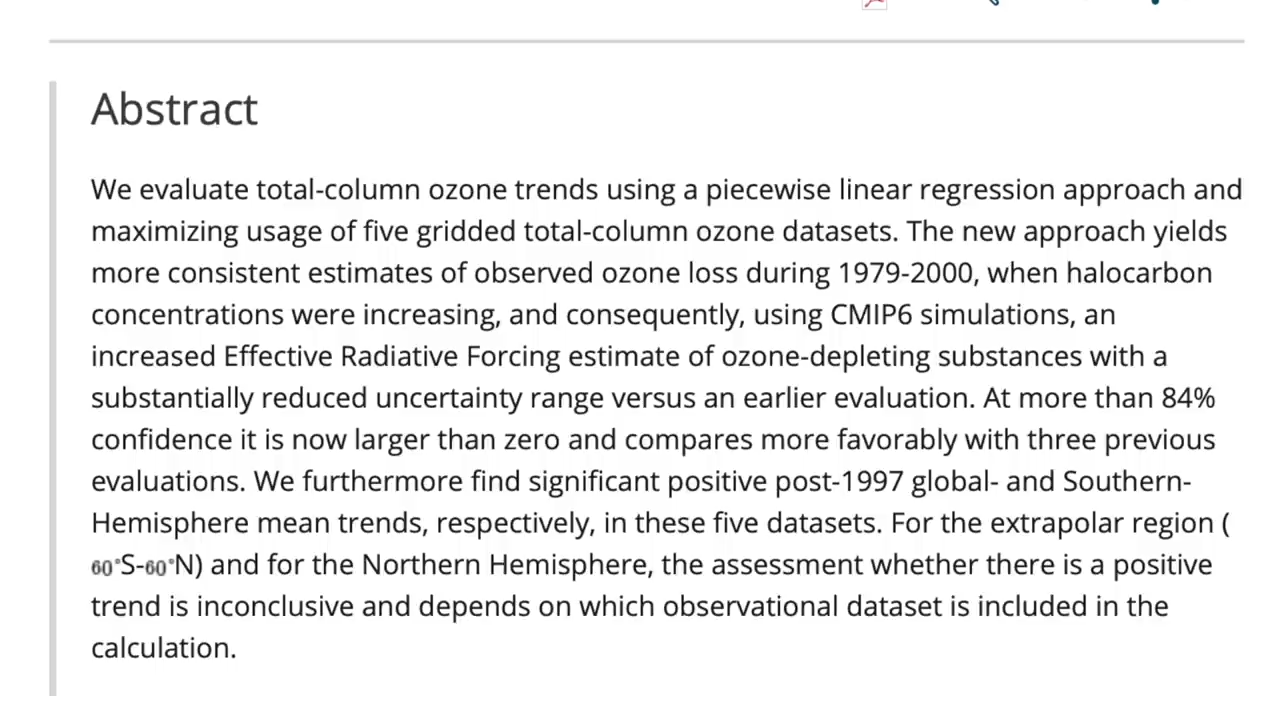 Abstract
We evaluate total-column ozone trends using a piecewise linear regression approach and
maximizing usage of five gridded total-column ozone datasets. The new approach yields
more consistent estimates of observed ozone loss during 1979-2000, when halocarbon
concentrations were increasing, and consequently, using CMIP6 simulations, an
increased Effective Radiative Forcing estimate of ozone-depleting substances with a
substantially reduced uncertainty range versus an earlier evaluation. At more than 84%
confidence it is now larger than zero and compares more favorably with three previous
evaluations. We furthermore find significant positive post-1997 global- and Southern-
Hemisphere mean trends, respectively, in these five datasets. For the extrapolar region (
60°S-60°N) and for the Northern Hemisphere, the assessment whether there is a positive
trend is inconclusive and depends on which observational dataset is included in the
calculation.